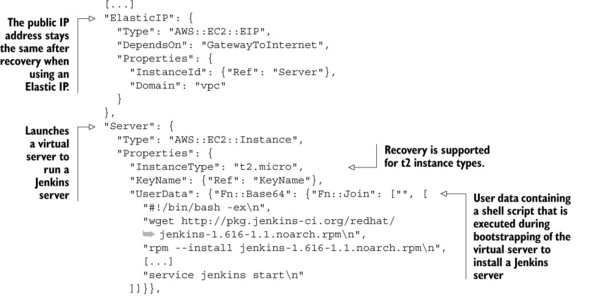 [...]
"ElasticIP": {
"Type": "AWS::EC2::EIP",
"DependsOn": "GatewayToInternet",
"Properties": {
"InstanceId": {"Ref": "Server"},
"Domain": "vpc"
}
},
The public IP
address stays
the same after
recovery when
using an
Elastic IP.
"Server": {
"Type": "AWS::EC2::Instance",
"Properties": {
"InstanceType": "t2.micro",
"KeyName": {"Ref": "KeyName"},
"UserData": {"Fn::Base64": {"Fn::Join": ["", [
"#!/bin/bash -ex\n",
"wget http://pkg.jenkins-ci.org/redhat/
➥ jenkins-1.616-1.1.noarch.rpm\n",
"rpm --install jenkins-1.616-1.1.noarch.rpm\n",
[...]
"service jenkins start\n"
]]}},
Launches
a virtual
server to
run a
Jenkins
server
Recovery is supported
for t2 instance types.
User data containing
a shell script that is
executed during
bootstrapping of the
virtual server to
install a Jenkins
server